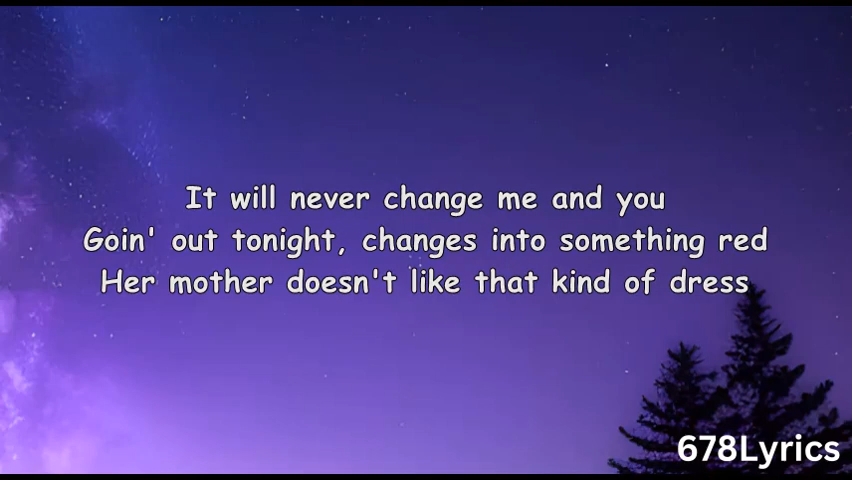 It will never change me and you
Goin' out tonight, changes into something red
Her mother doesn't like that kind of dress
678Lyrics